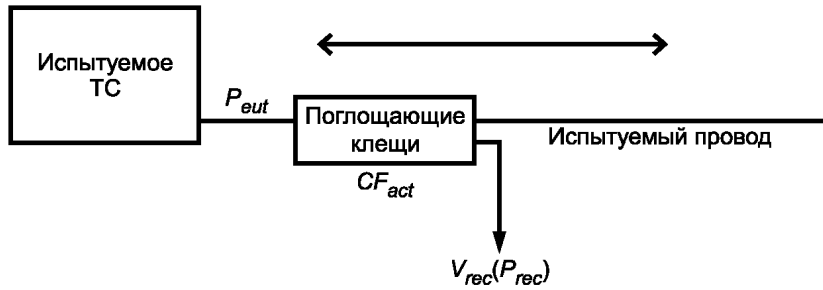 Испытуемое
ТС
P_eut
Поглощающие
клещи
Испытуемый провод
CF_act
V_rec(P_rec)